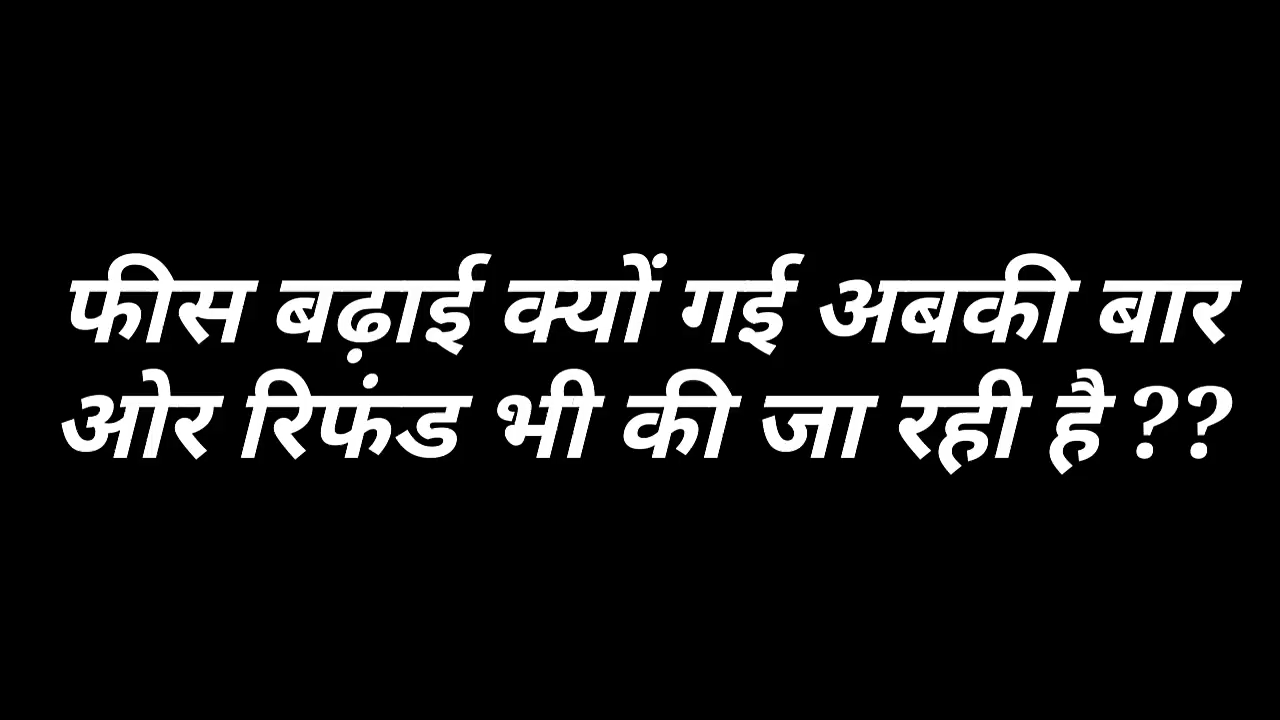 फीस बढ़ाई क्यों गई अबकी बार
ओर रिफंड भी की जा रही है ??